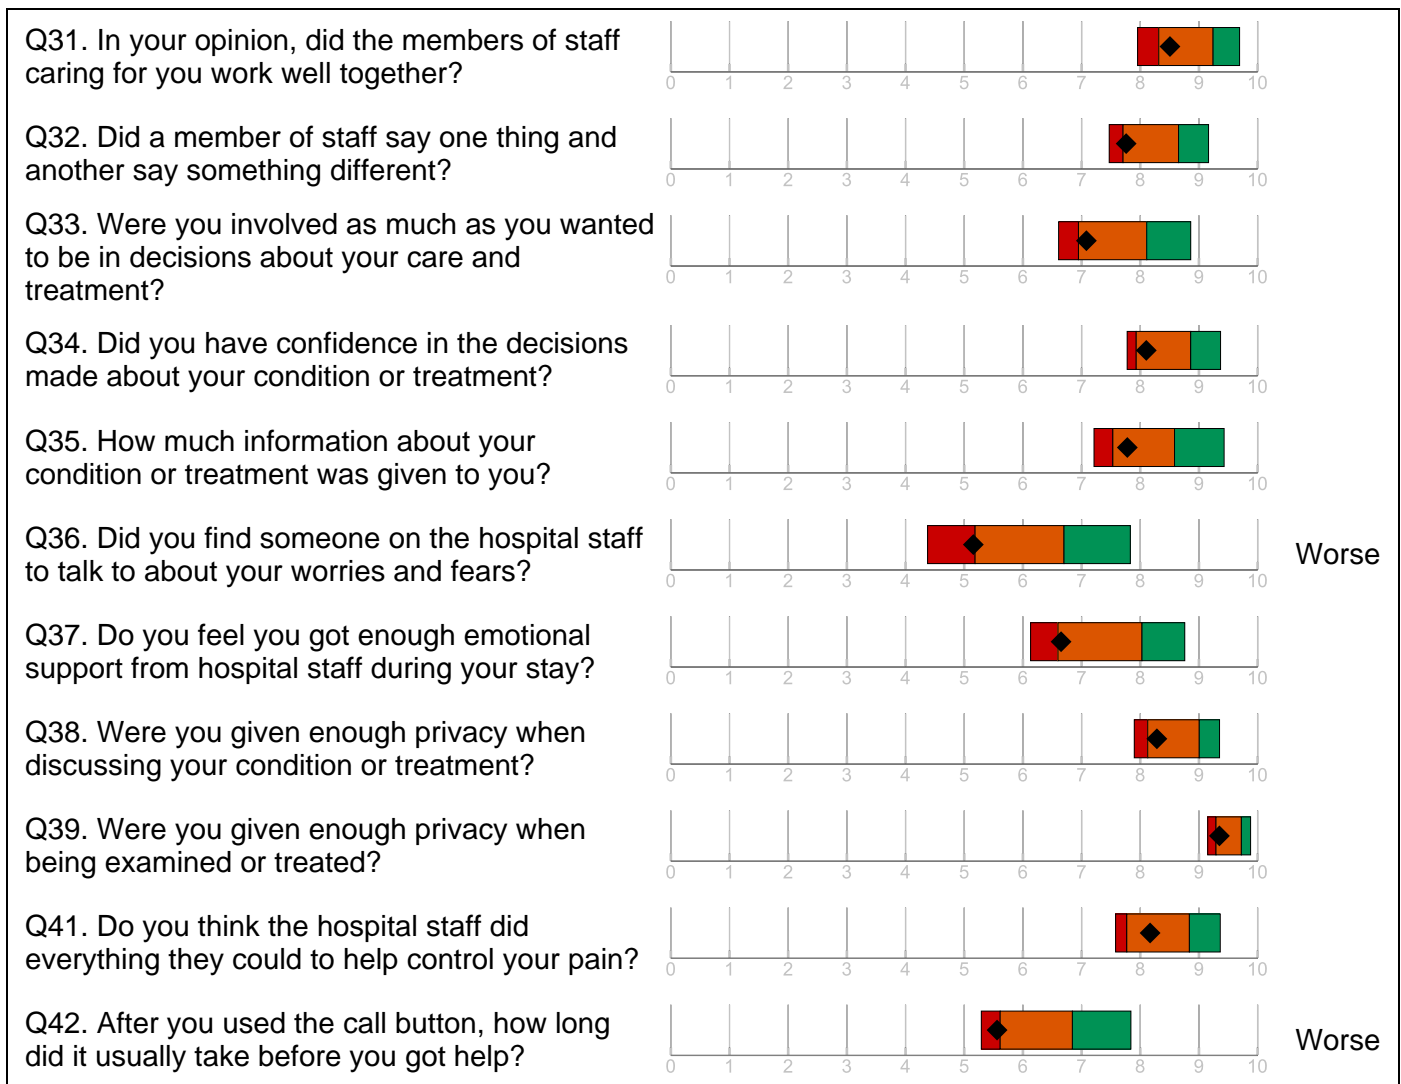 Q31. In your opinion, did the members of staff
caring for you work well together?
0 1 2 3 4 5 6 7 8 9 10
Q32. Did a member of staff say one thing and
another say something different?
0 1 2 3 4 5 6 7 8 9 10
Q33. Were you involved as much as you wanted
to be in decisions about your care and
treatment?
0 1 2 3 4 5 6 7 8 9 10
Q34. Did you have confidence in the decisions
made about your condition or treatment?
0 1 2 3 4 5 6 7 8 9 10
Q35. How much information about your
condition or treatment was given to you?
0 1 2 3 4 5 6 7 8 9 10
Q36. Did you find someone on the hospital staff
to talk to about your worries and fears?
Worse
0 1 2 3 4 5 6 7 8 9 10
Q37. Do you feel you got enough emotional
support from hospital staff during your stay?
0 1 2 3 4 5 6 7 8 9 10
Q38. Were you given enough privacy when
discussing your condition or treatment?
0 1 2 3 4 5 6 7 8 9 10
Q39. Were you given enough privacy when
being examined or treated?
0 1 2 3 4 5 6 7 8 9 10
Q41. Do you think the hospital staff did
everything they could to help control your pain?
0 1 2 3 4 5 6 7 8 9 10
Q42. After you used the call button, how long
did it usually take before you got help?
Worse
0 1 2 3 4 5 6 7 8 9 10